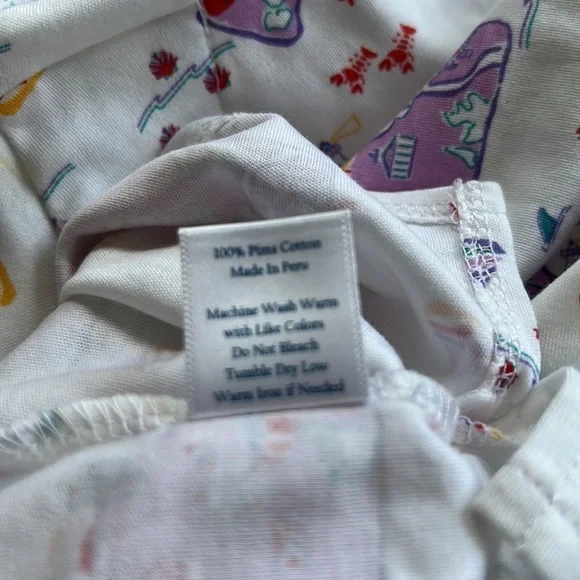 100% Pima Cotton
Made In Peru
Machine Wash Warm
with Like Colors
Do Not Bleach
Tumble Dry Low
Warm Iron if Needed